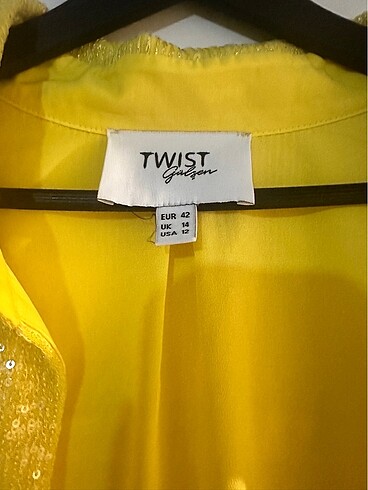 TWIST
Gülşen
EUR 42
UK 14
USA 12